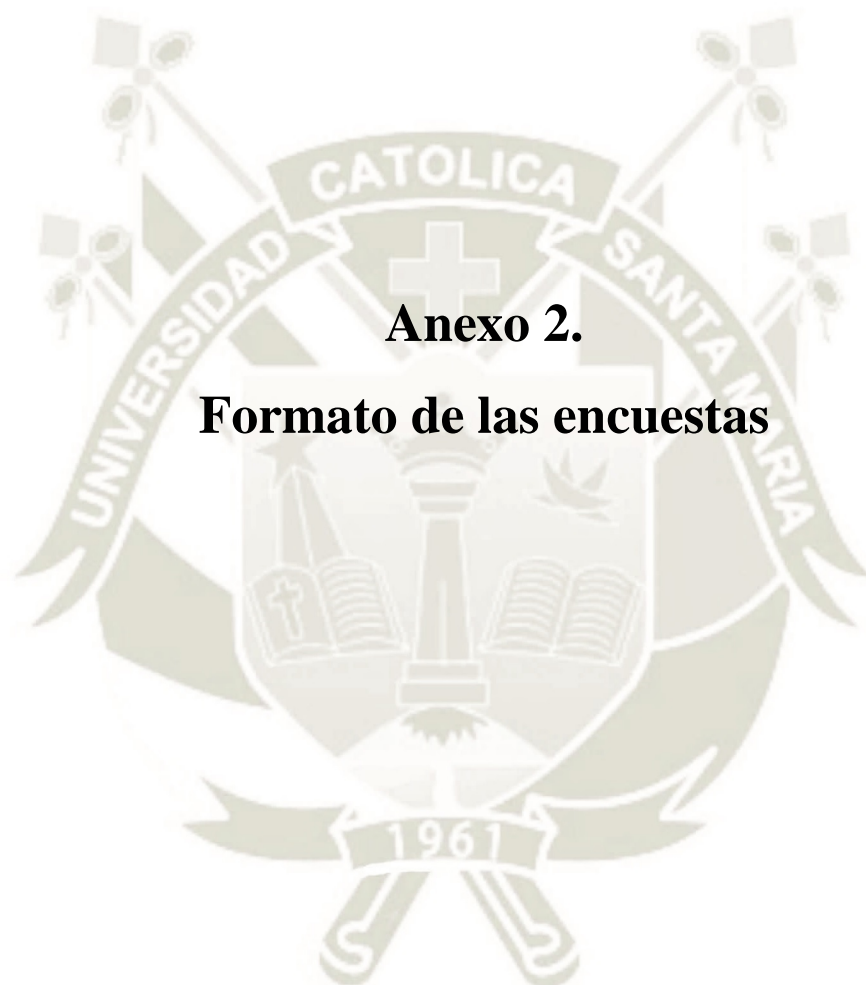 CATOLICA
UNIVERSIDAD
SANTA MARIA
Anexo 2.
Formato de las encuestas
1961